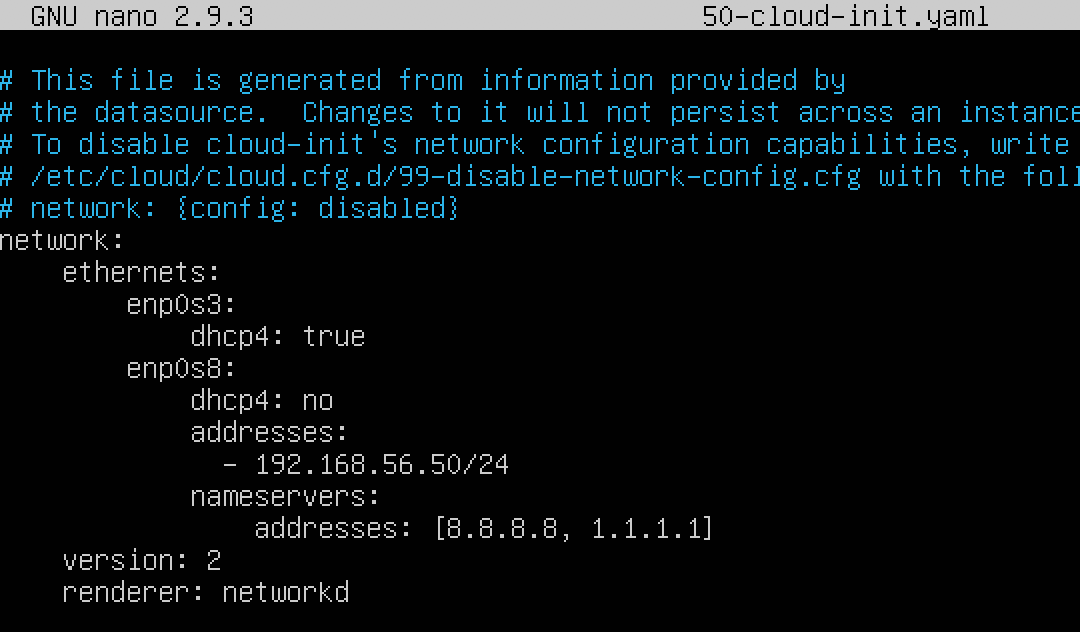 GNU nano 2.9.3 50-cloud-init.yaml
# This file is generated from information provided by
# the datasource.  Changes to it will not persist across an instance
# To disable cloud-init's network configuration capabilities, write
# /etc/cloud/cloud.cfg.d/99-disable-network-config.cfg with the foll
# network: {config: disabled}
network:
    ethernets:
        enp0s3:
            dhcp4: true
        enp0s8:
            dhcp4: no
            addresses:
              - 192.168.56.50/24
            nameservers:
                addresses: [8.8.8.8, 1.1.1.1]
    version: 2
    renderer: networkd